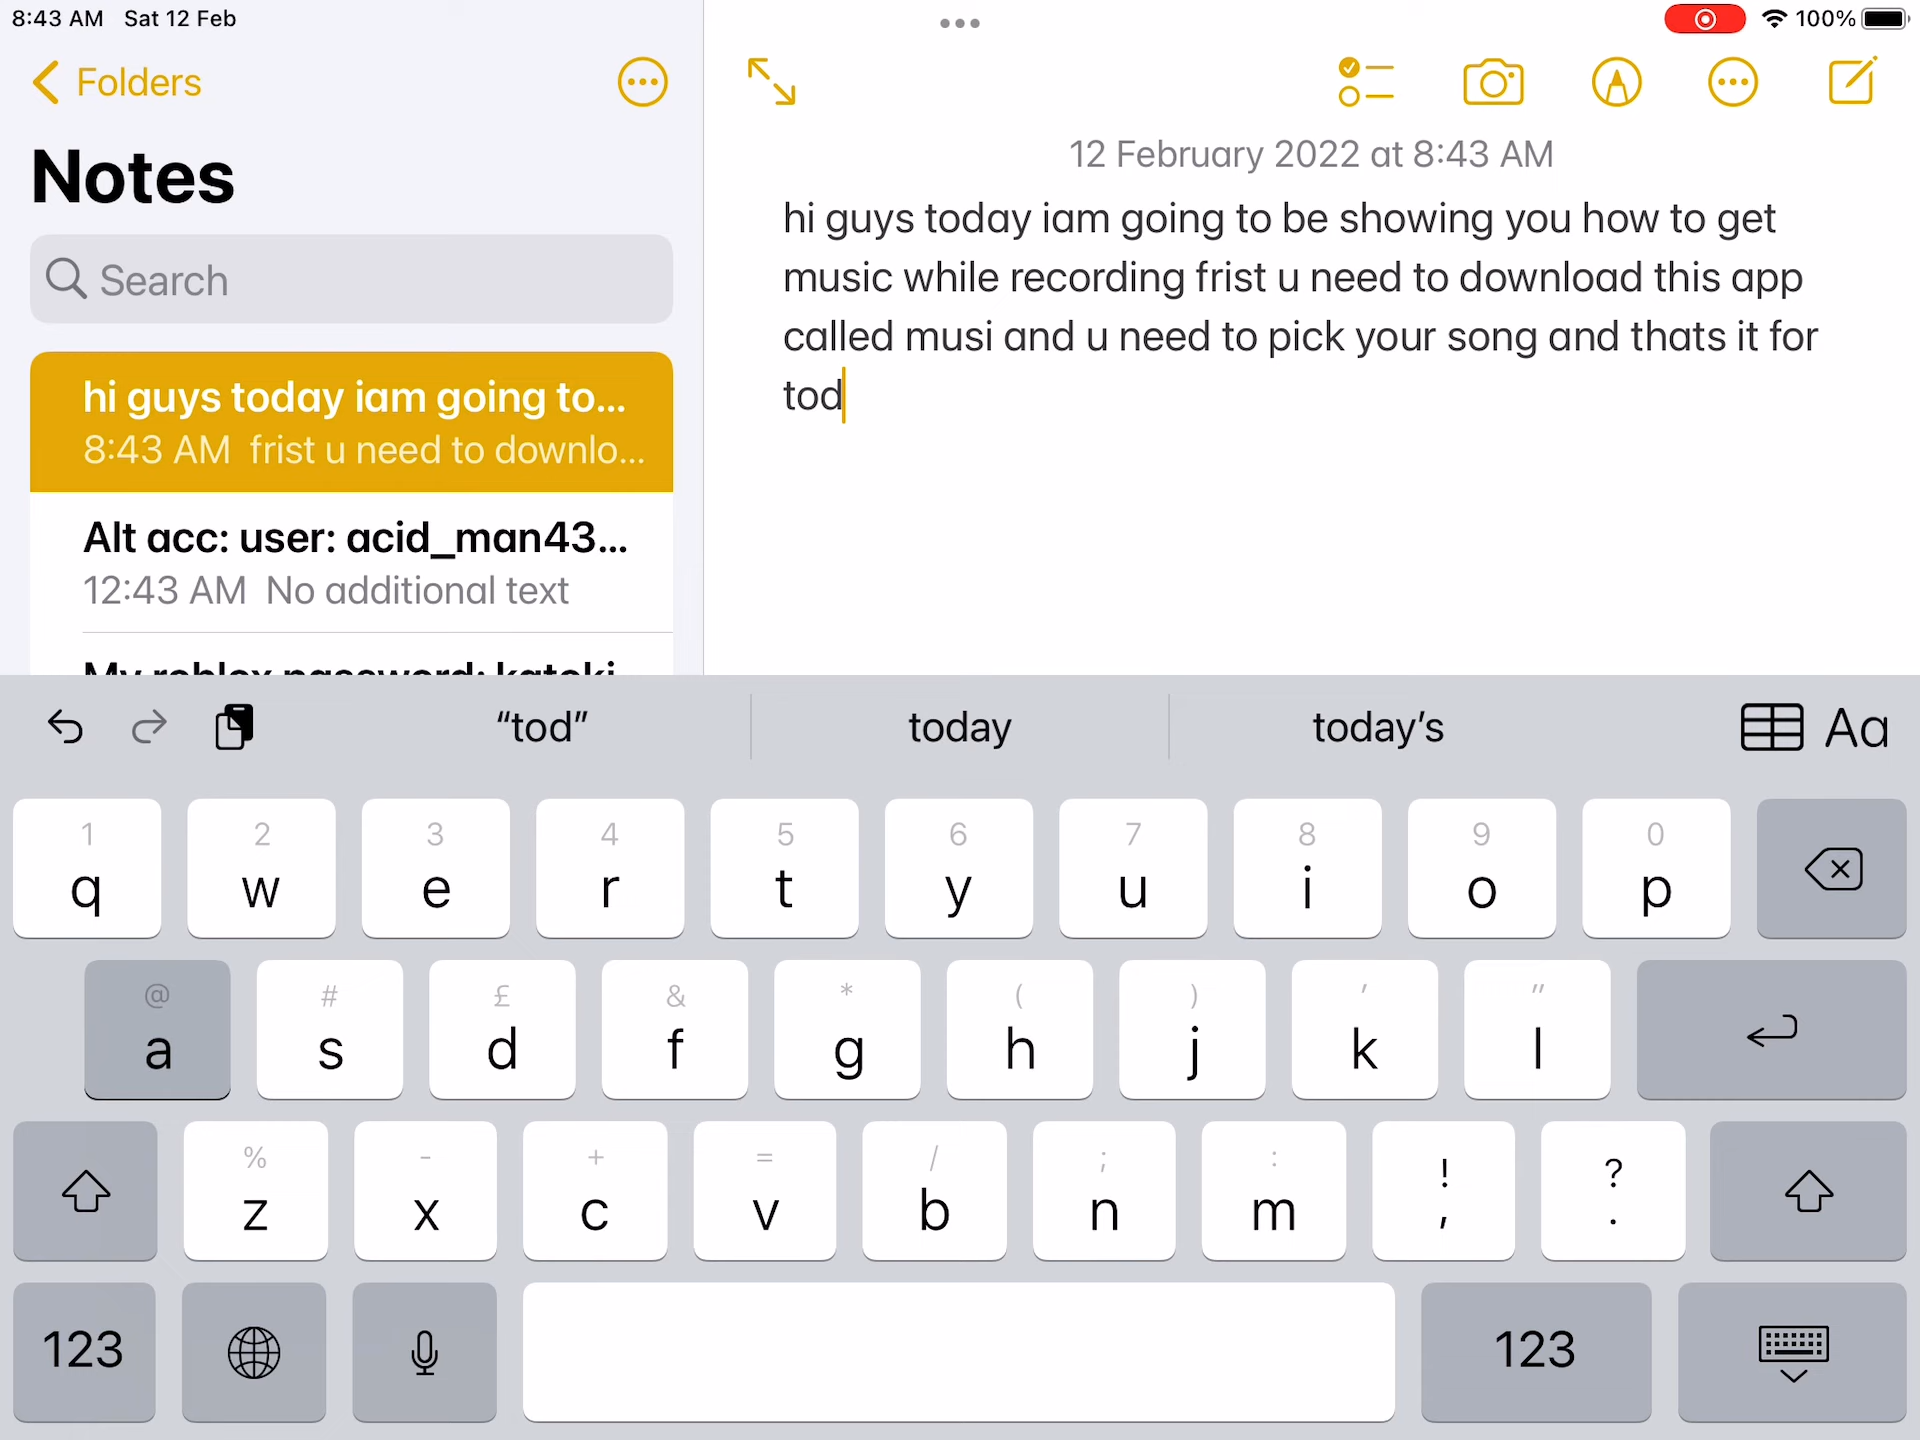 8:43 AM Sat 12 Feb
100%
Folders
Notes
Search
hi guys today iam going to...
8:43 AM frist u need to downlo...
Alt acc: user: acid_man43...
12:43 AM No additional text
12 February 2022 at 8:43 AM
hi guys today iam going to be showing you how to get
music while recording frist u need to download this app
called musi and u need to pick your song and thats it for
tod
“tod” today today’s Aa
1 2 3 4 5 6 7 8 9 0
q w e r t y u i o p
@ # £ & * ( ) ' "
a s d f g h j k l
% - + = / ; : ! ?
z x c v b n m , .
123 123